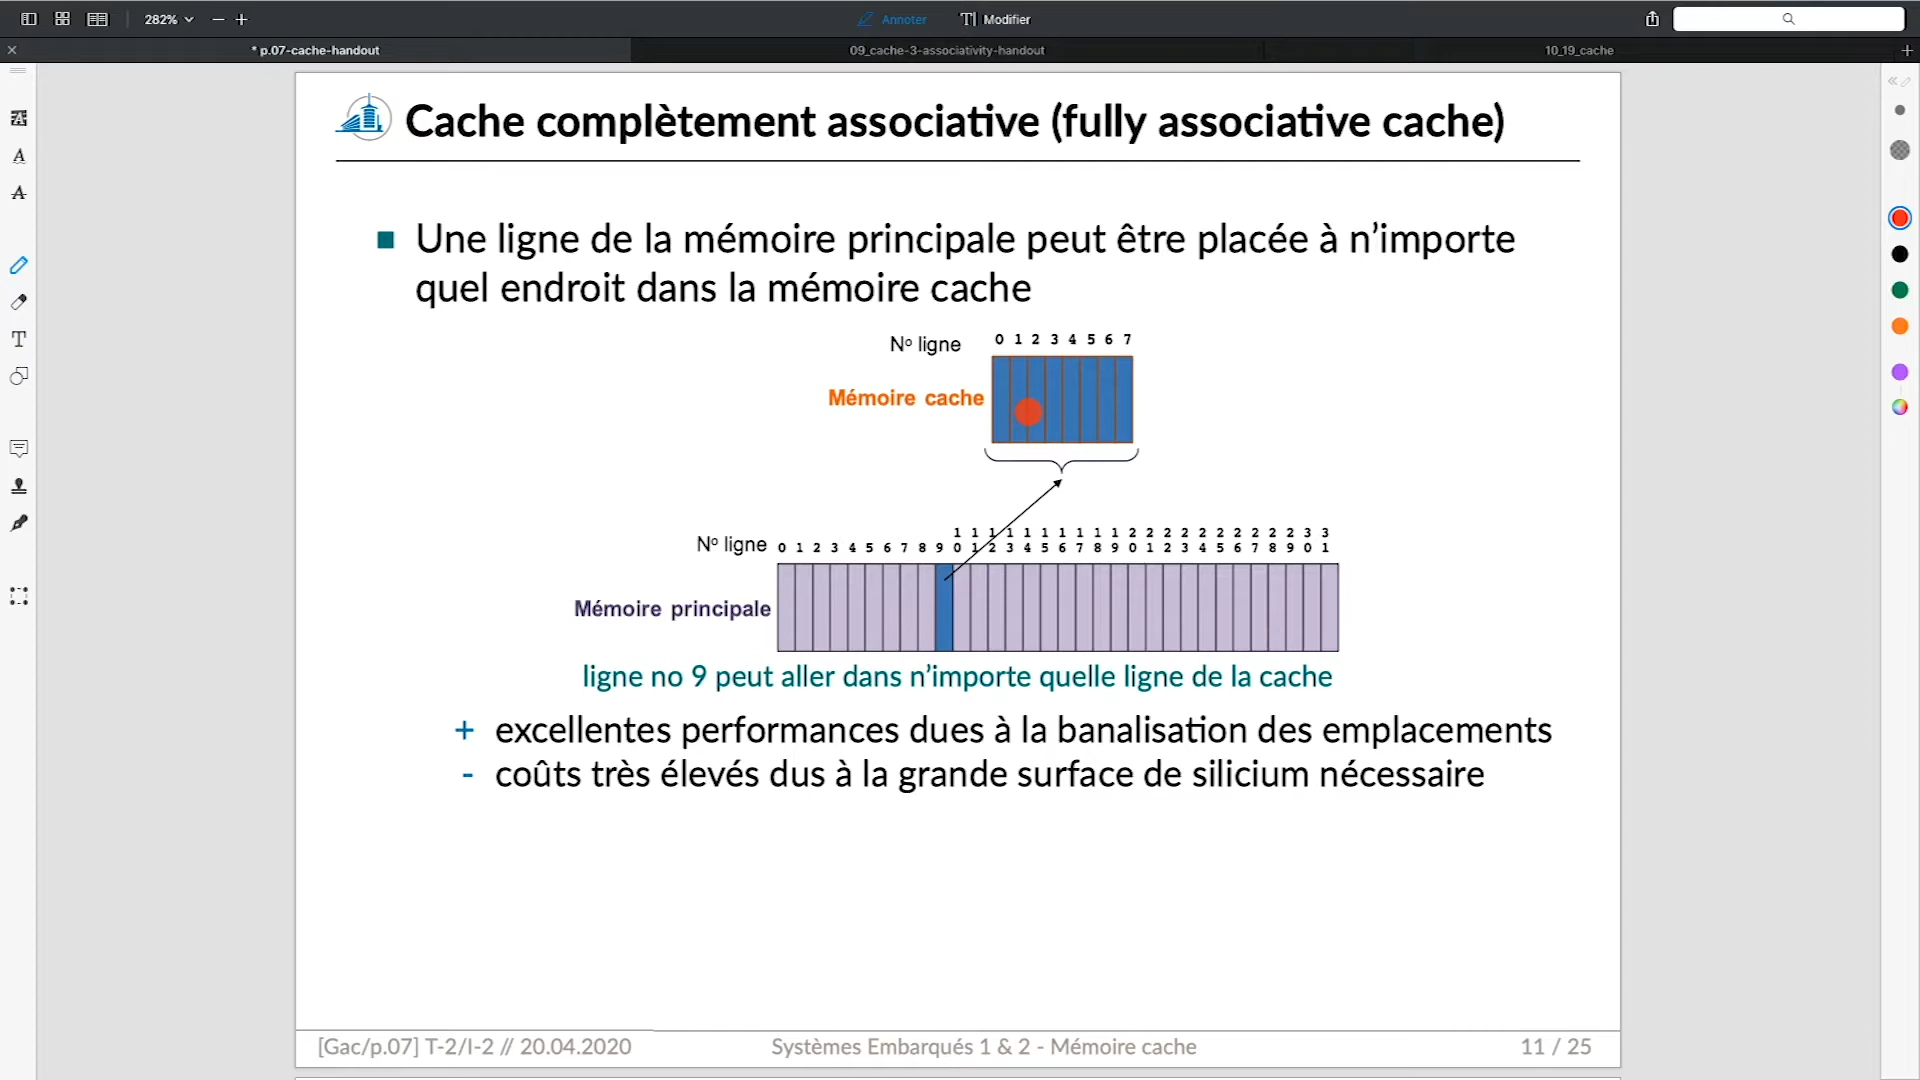 282%
Annoter
Modifier
* p.07-cache-handout
09_cache-3-associativity-handout
10_19_cache
Cache complètement associative (fully associative cache)
Une ligne de la mémoire principale peut être placée à n'importe
quel endroit dans la mémoire cache
Nº ligne 0 1 2 3 4 5 6 7
Mémoire cache
Nº ligne 0 1 2 3 4 5 6 7 8 9 10 11 12 13 14 15 16 17 18 19 20 21 22 23 24 25 26 27 28 29 30 31
Mémoire principale
ligne no 9 peut aller dans n'importe quelle ligne de la cache
+ excellentes performances dues à la banalisation des emplacements
- coûts très élevés dus à la grande surface de silicium nécessaire
[Gac/p.07] T-2/I-2 // 20.04.2020
Systèmes Embarqués 1 & 2 - Mémoire cache
11 / 25